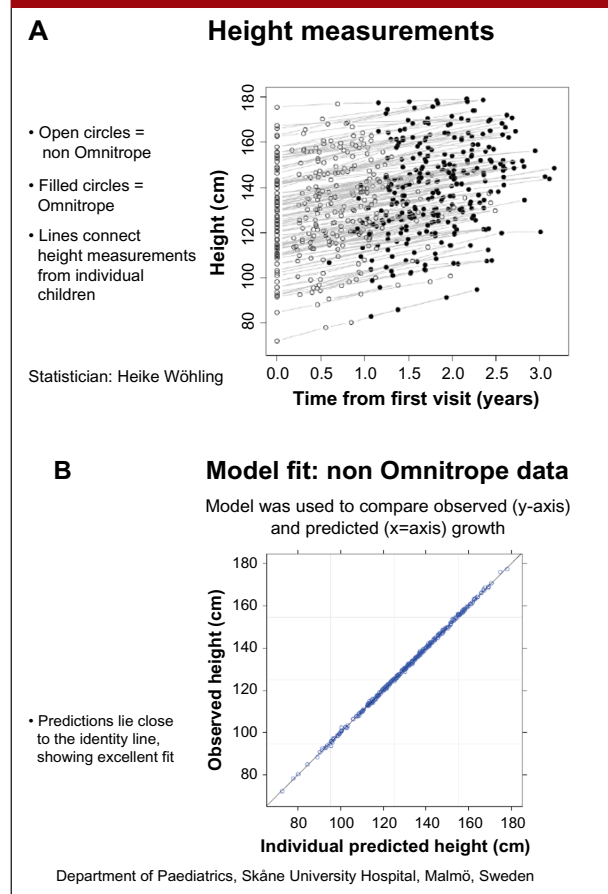 A
Height measurements
• Open circles =
non Omnitrope
• Filled circles =
Omnitrope
• Lines connect
height measurements
from individual
children
Statistician: Heike Wöhling
Height (cm)
180
160
140
120
100
80
0.0 0.5 1.0 1.5 2.0 2.5 3.0
Time from first visit (years)
B
Model fit: non Omnitrope data
Model was used to compare observed (y-axis)
and predicted (x=axis) growth
• Predictions lie close
to the identity line,
showing excellent fit
Observed height (cm)
180
160
140
120
100
80
80 100 120 140 160 180
Individual predicted height (cm)
Department of Paediatrics, Skåne University Hospital, Malmö, Sweden